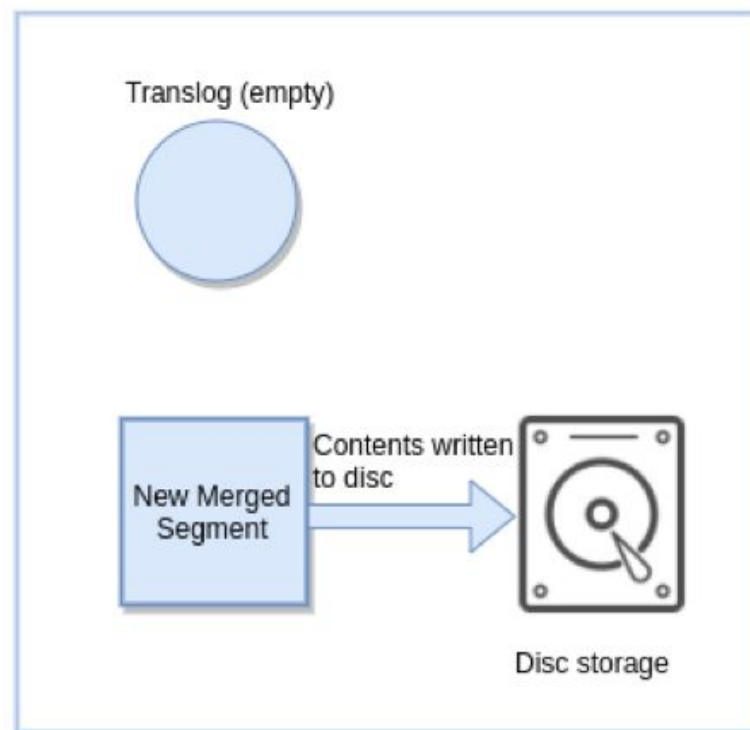 Translog (empty)
Contents written
to disc
New Merged
Segment
Disc storage